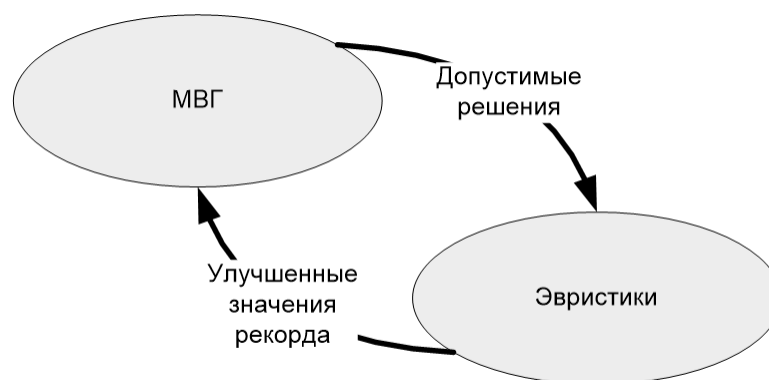 МВГ
Допустимые
решения
Улучшенные
значения
рекорда
Эвристики